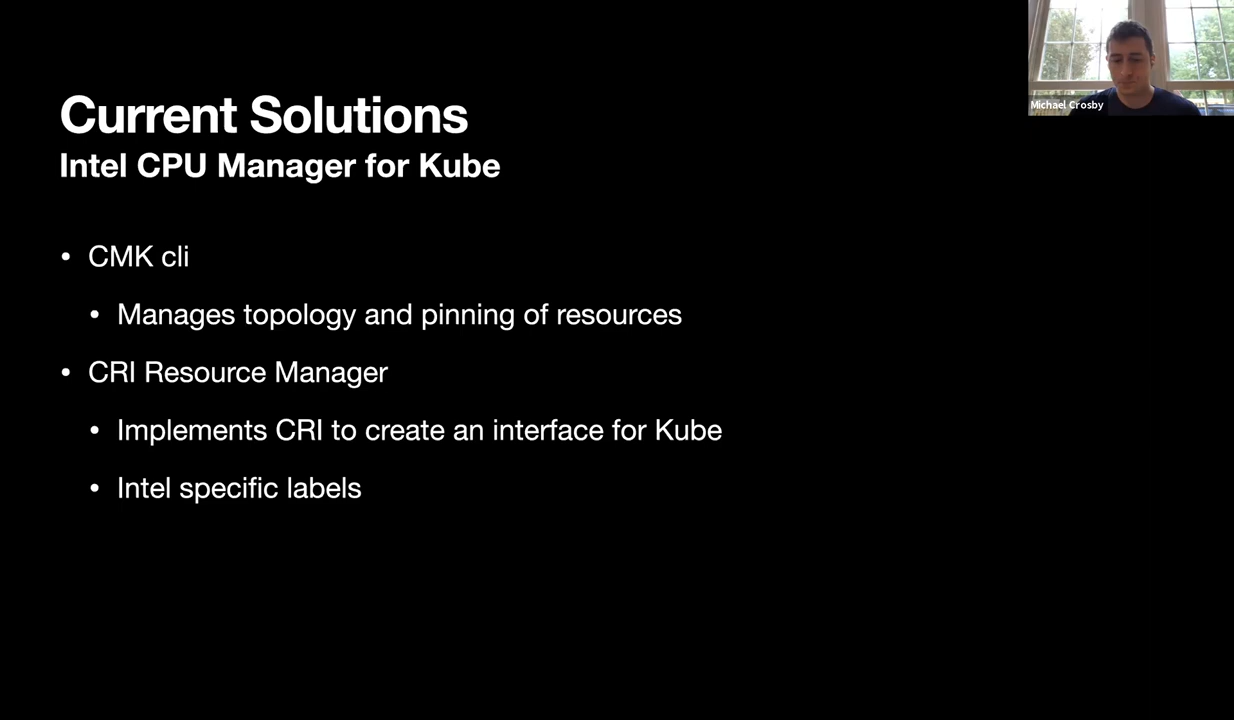 Current Solutions
Intel CPU Manager for Kube
• CMK cli
• Manages topology and pinning of resources
• CRI Resource Manager
• Implements CRI to create an interface for Kube
• Intel specific labels
Michael Crosby